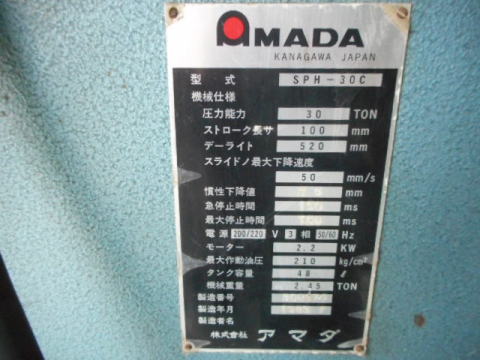 AMADA
KANAGAWA JAPAN
型式 SPH-30C
機械仕様
圧力能力 30 TON
ストローク長サ 100 mm
デーライト 520 mm
スライドノ最大下降速度
50 mm/s
慣性下降値 mm
急停止時間 ms
最大停止時間 ms
電源 200/220 V 3 相 50/60 Hz
モーター 2.2 KW
最大作動油圧 210 kg/cm²
タンク容量 48 ℓ
機械重量 2.45 TON
製造番号
製造年月
製造者名
株式会社 アマダ